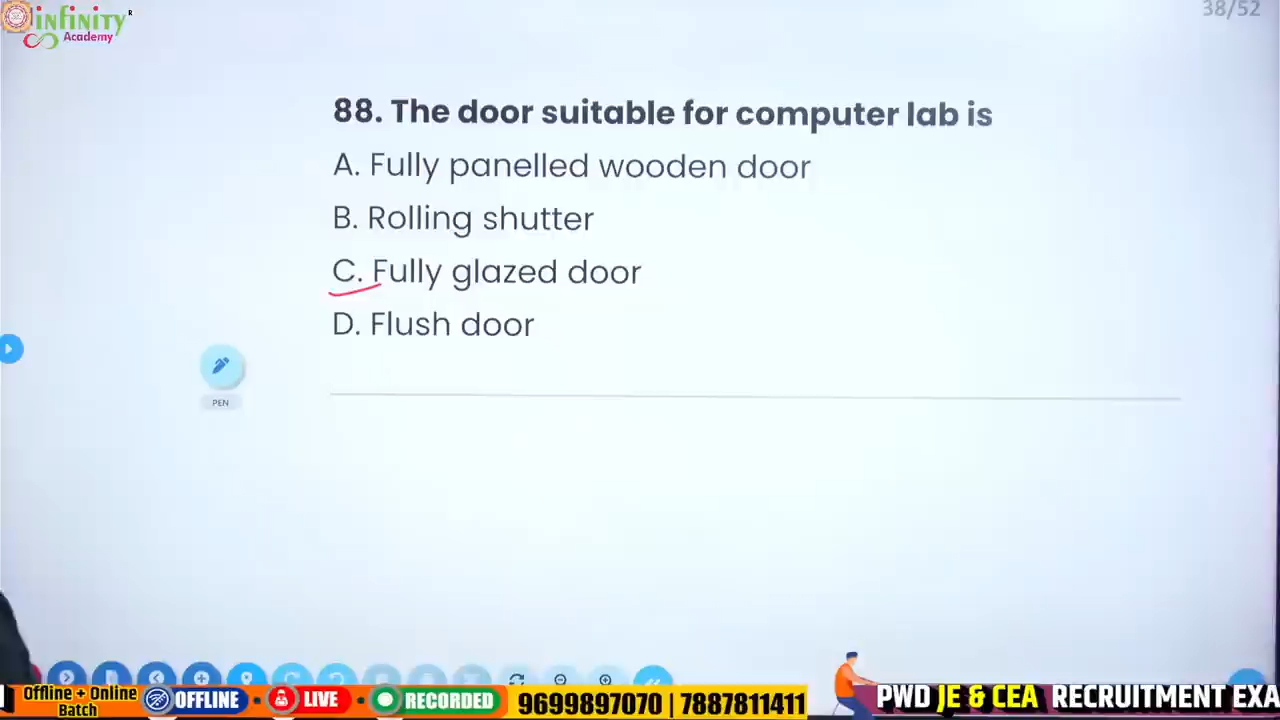 infinity
Academy
38/52
88. The door suitable for computer lab is
A. Fully panelled wooden door
B. Rolling shutter
C. Fully glazed door
D. Flush door
PEN
Offline + Online
Batch
OFFLINE
LIVE
RECORDED
9699897070 | 7887811411
PWD JE & CEA RECRUITMENT EXA